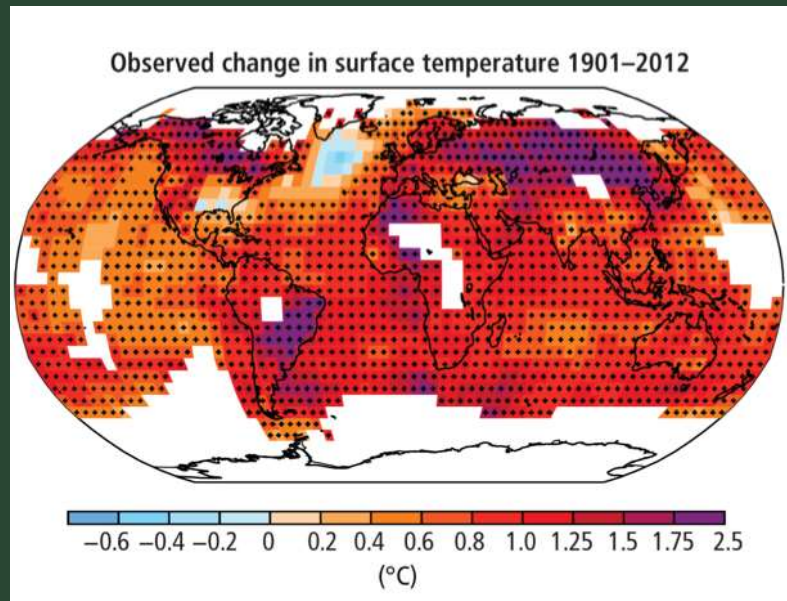 Observed change in surface temperature 1901–2012
−0.6 −0.4 −0.2 0 0.2 0.4 0.6 0.8 1.0 1.25 1.5 1.75 2.5
(°C)